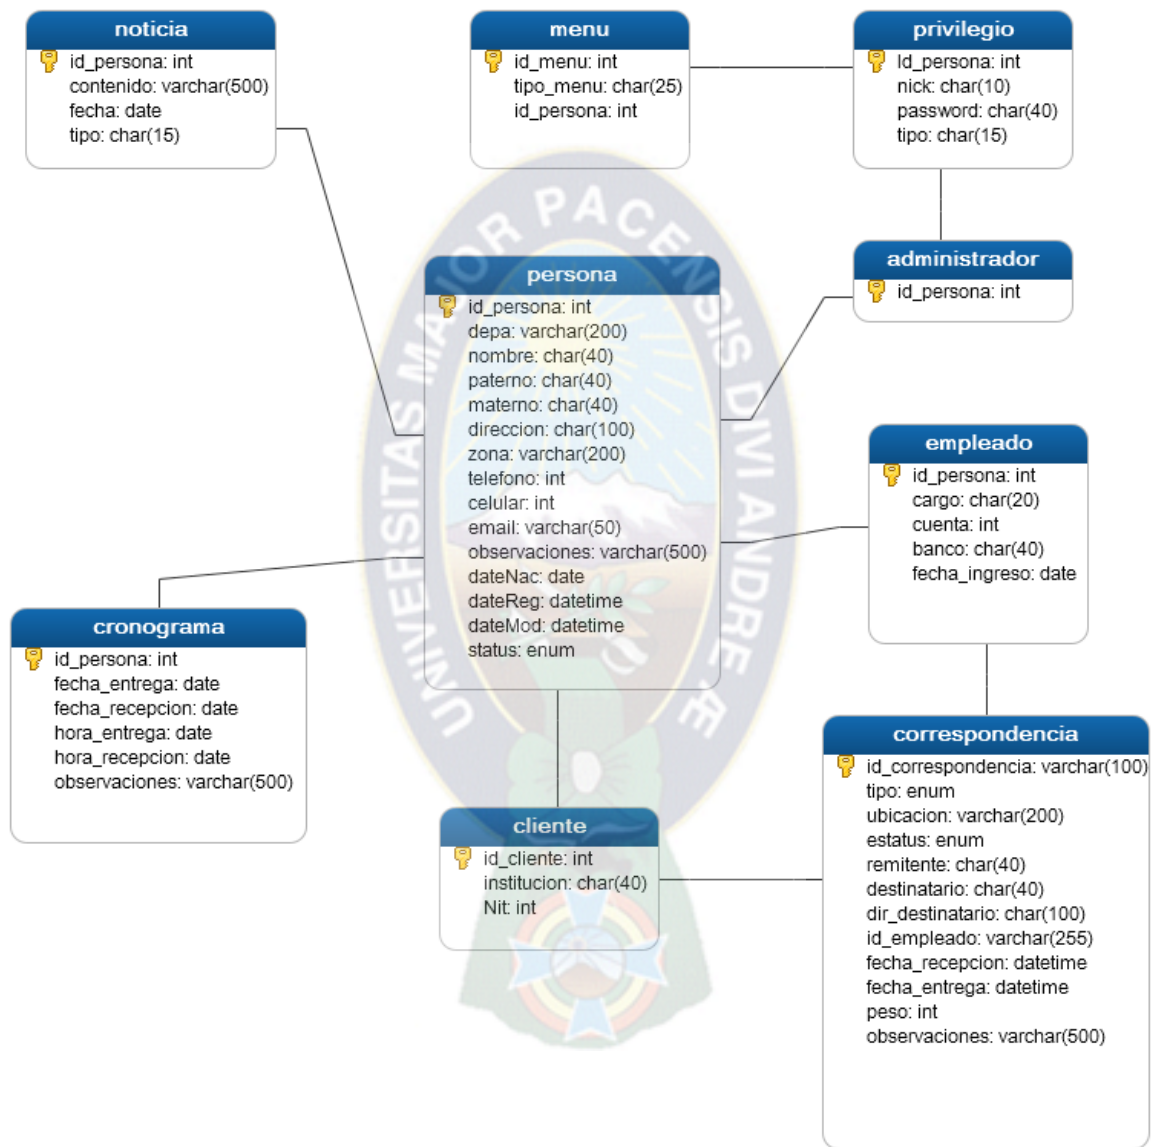 noticia
id_persona: int
contenido: varchar(500)
fecha: date
tipo: char(15)
menu
id_menu: int
tipo_menu: char(25)
id_persona: int
privilegio
Id_persona: int
nick: char(10)
password: char(40)
tipo: char(15)
administrador
id_persona: int
persona
id_persona: int
depa: varchar(200)
nombre: char(40)
paterno: char(40)
materno: char(40)
direccion: char(100)
zona: varchar(200)
telefono: int
celular: int
email: varchar(50)
observaciones: varchar(500)
dateNac: date
dateReg: datetime
dateMod: datetime
status: enum
empleado
id_persona: int
cargo: char(20)
cuenta: int
banco: char(40)
fecha_ingreso: date
cronograma
id_persona: int
fecha_entrega: date
fecha_recepcion: date
hora_entrega: date
hora_recepcion: date
observaciones: varchar(500)
cliente
id_cliente: int
institucion: char(40)
Nit: int
correspondencia
id_correspondencia: varchar(100)
tipo: enum
ubicacion: varchar(200)
estatus: enum
remitente: char(40)
destinatario: char(40)
dir_destinatario: char(100)
id_empleado: varchar(255)
fecha_recepcion: datetime
fecha_entrega: datetime
peso: int
observaciones: varchar(500)
UNIVERSITAS MAJOR PACENSIS DIVI ANDRE Æ